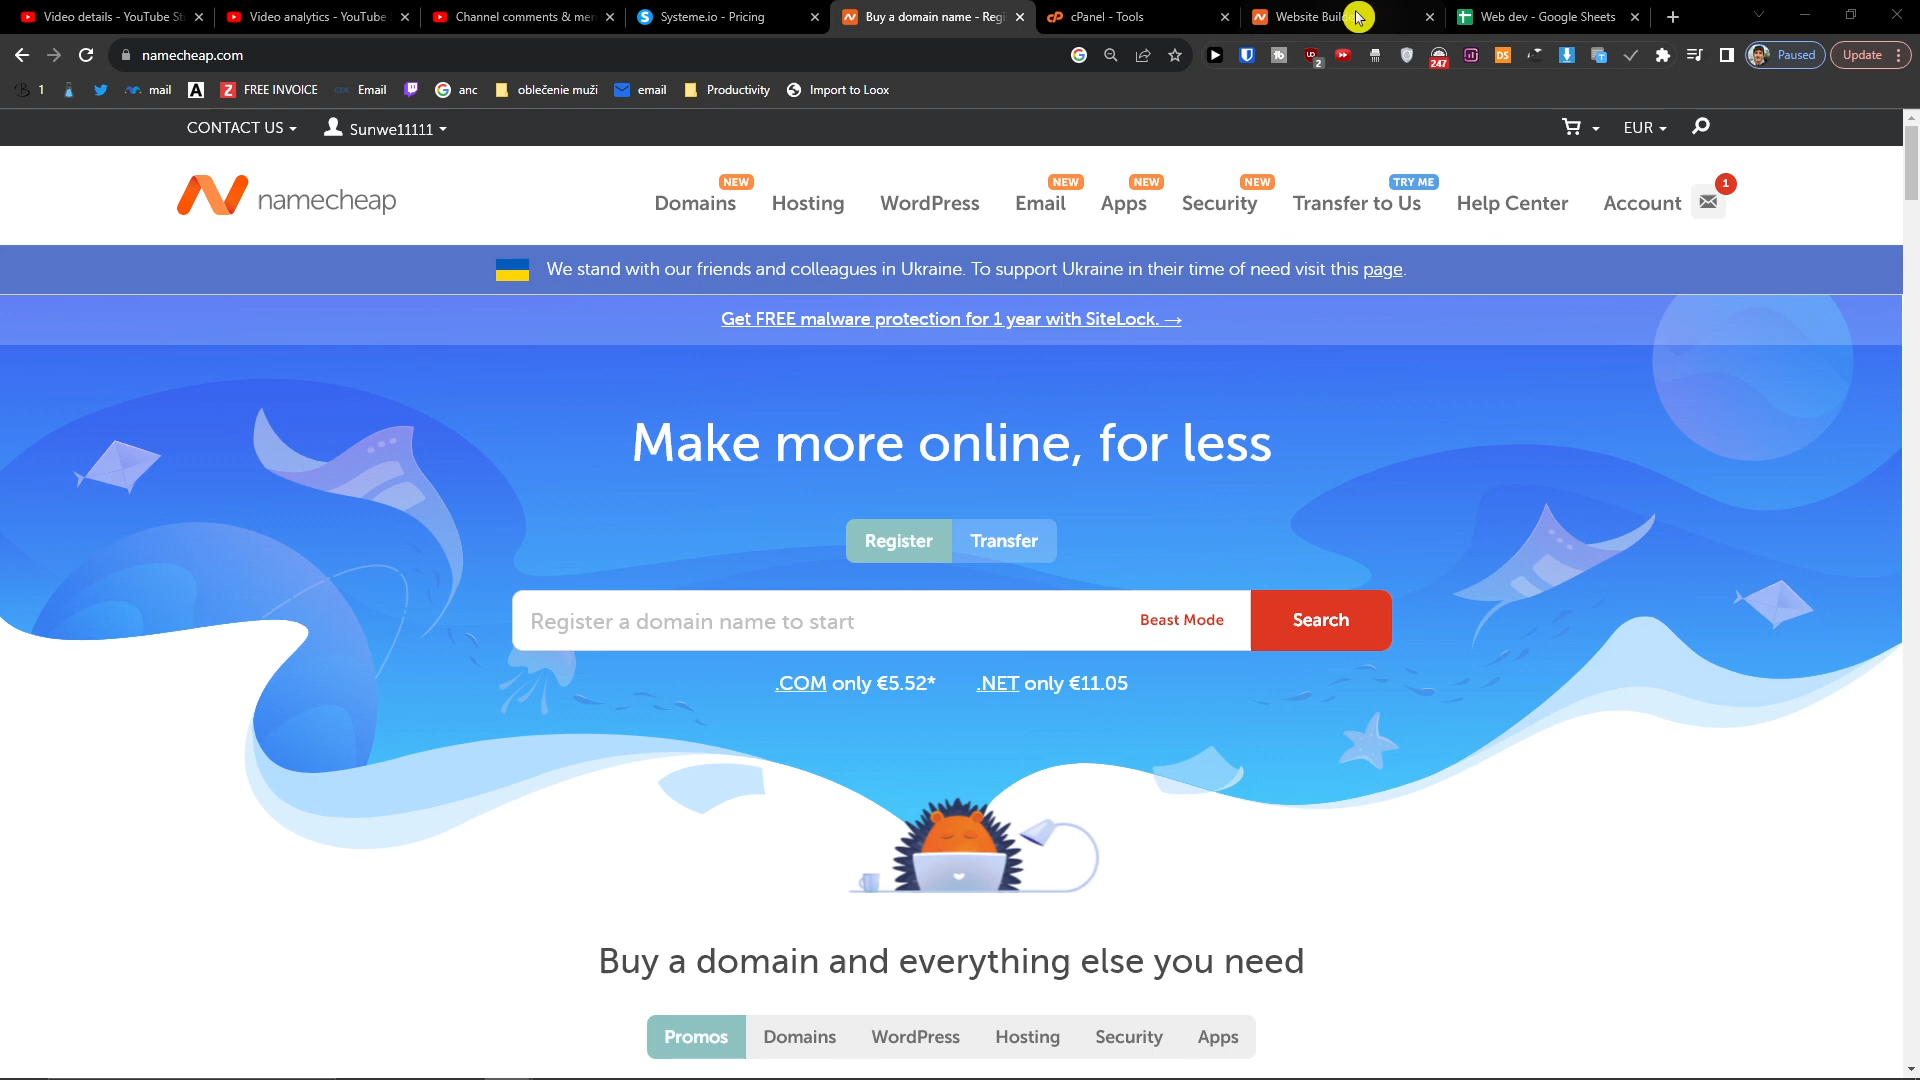 Video details - YouTube St
Video analytics - YouTube
Channel comments & men
Systeme.io - Pricing
Buy a domain name - Regi
cPanel - Tools
Website Build
Web dev - Google Sheets
namecheap.com
2
247
DS
Paused
Update
1
mail
FREE INVOICE
Email
anc
oblečenie muži
email
Productivity
Import to Loox
CONTACT US
Sunwe11111
EUR
namecheap
NEW
NEW
NEW
NEW
TRY ME
1
Domains
Hosting
WordPress
Email
Apps
Security
Transfer to Us
Help Center
Account
We stand with our friends and colleagues in Ukraine. To support Ukraine in their time of need visit this page.
Get FREE malware protection for 1 year with SiteLock. →
Make more online, for less
Register
Transfer
Register a domain name to start
Beast Mode
Search
.COM only €5.52*
.NET only €11.05
Buy a domain and everything else you need
Promos
Domains
WordPress
Hosting
Security
Apps